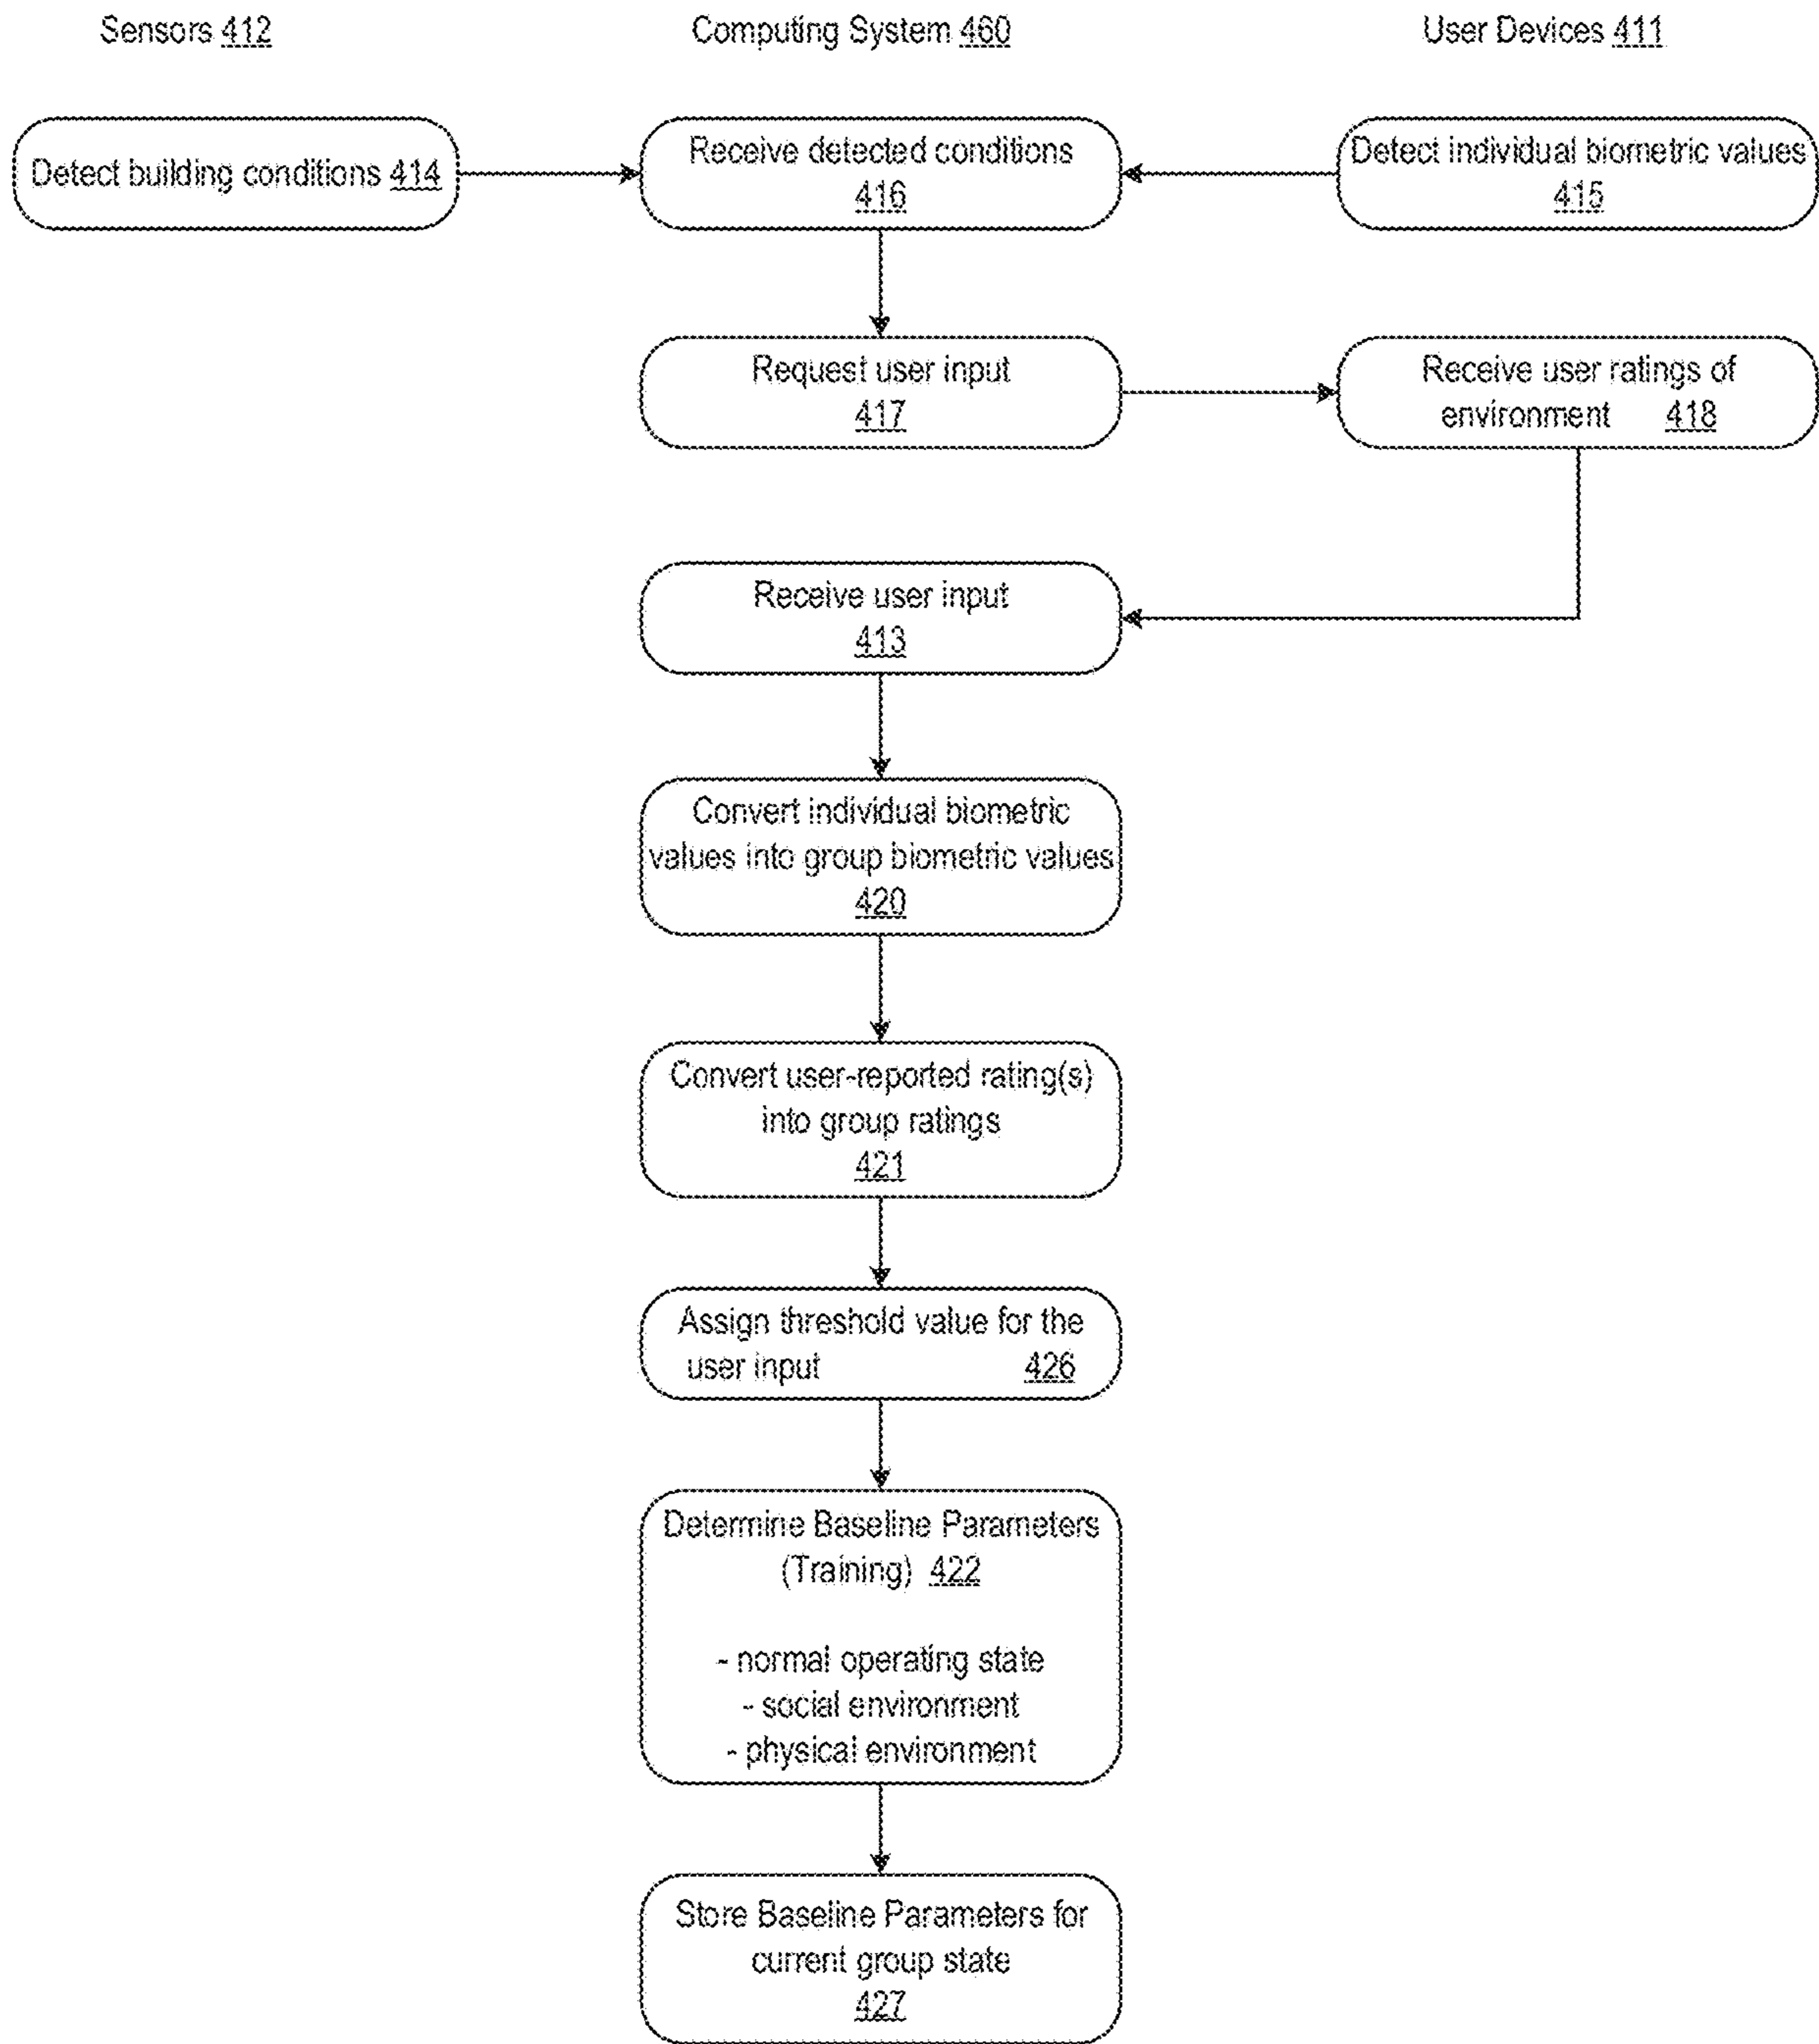 Sensors 412
Computing System 460
User Devices 411
Detect building conditions 414
Receive detected conditions
416
Detect individual biometric values
415
Request user input
417
Receive user ratings of
environment 418
Receive user input
413
Convert individual biometric
values into group biometric values
420
Convert user-reported rating(s)
into group ratings
421
Assign threshold value for the
user input 426
Determine Baseline Parameters
(Training) 422
- normal operating state
- social environment
- physical environment
Store Baseline Parameters for
current group state
427